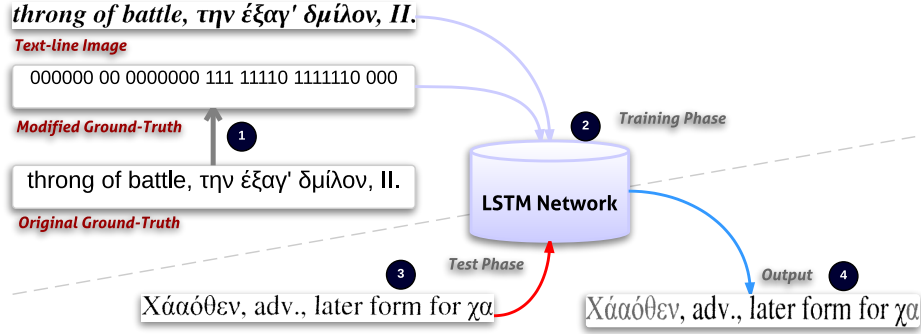 throng of battle, την έξαγ' δμίλον, II.
Text-line Image
000000 00 0000000 111 11110 1111110 000
Modified Ground-Truth
1
throng of battle, την έξαγ' δμίλον, II.
Original Ground-Truth
2
Training Phase
LSTM Network
Test Phase
3
Χάαόθεν, adv., later form for χα
Output
4
Χάαόθεν, adv., later form for χα